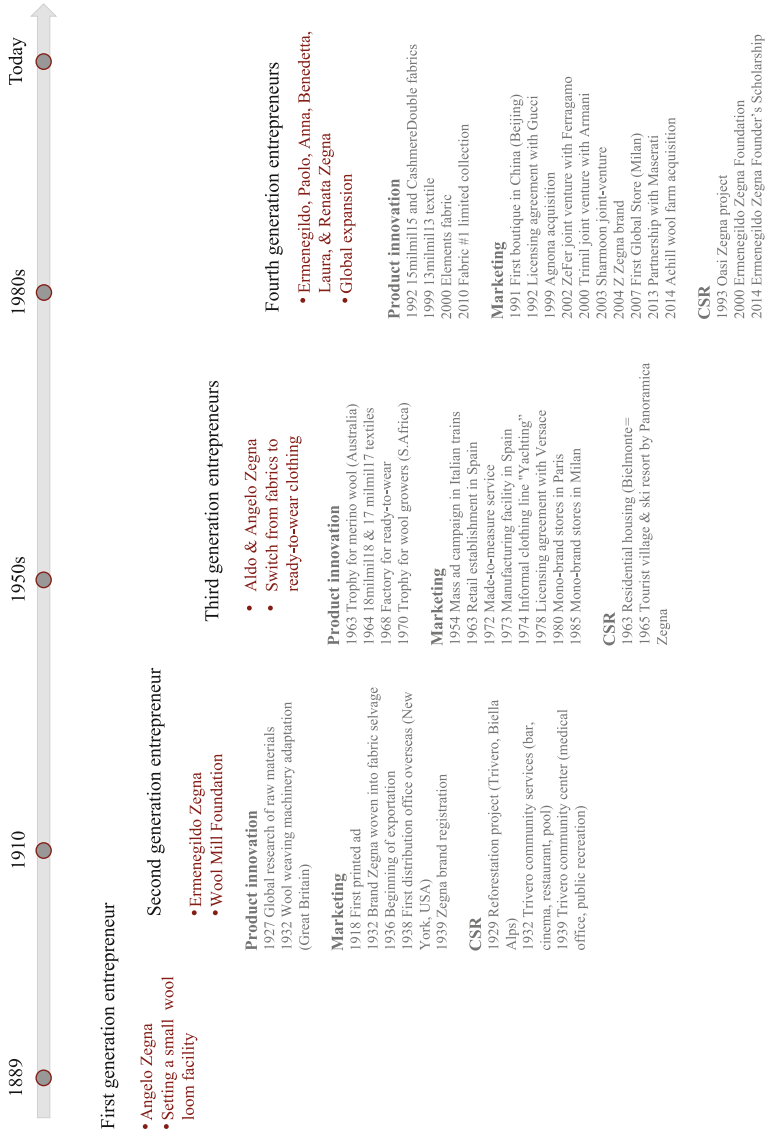 1889
1910
1950s
1980s
Today
First generation entrepreneur
• Angelo Zegna
• Setting a small wool
loom facility
Second generation entrepreneur
• Ermenegildo Zegna
• Wool Mill Foundation
Product innovation
1927 Global research of raw materials
1932 Wool weaving machinery adaptation
(Great Britain)
Marketing
1918 First printed ad
1932 Brand Zegna woven into fabric selvage
1936 Beginning of exportation
1938 First distribution office overseas (New
York, USA)
1939 Zegna brand registration
CSR
1929 Reforestation project (Trivero, Biella
Alps)
1932 Trivero community services (bar,
cinema, restaurant, pool)
1939 Trivero community center (medical
office, public recreation)
Third generation entrepreneurs
• Aldo & Angelo Zegna
• Switch from fabrics to
ready-to-wear clothing
Product innovation
1963 Trophy for merino wool (Australia)
1964 18milmil18 & 17 milmil17 textiles
1968 Factory for ready-to-wear
1970 Trophy for wool growers (S.Africa)
Marketing
1954 Mass ad campaign in Italian trains
1963 Retail establishment in Spain
1972 Made-to-measure service
1973 Manufacturing facility in Spain
1974 Informal clothing line "Yachting”
1978 Licensing agreement with Versace
1980 Mono-brand stores in Paris
1985 Mono-brand stores in Milan
CSR
1963 Residential housing (Bielmonte=
1965 Tourist village & ski resort by Panoramica
Zegna
Fourth generation entrepreneurs
• Ermenegildo, Paolo, Anna, Benedetta,
Laura, & Renata Zegna
• Global expansion
Product innovation
1992 15milmil15 and CashmereDouble fabrics
1999 13milmil13 textile
2000 Elements fabric
2010 Fabric #1 limited collection
Marketing
1991 First boutique in China (Beijing)
1992 Licensing agreement with Gucci
1999 Agnona acquisition
2002 ZeFer joint venture with Ferragamo
2000 Trimil joint venture with Armani
2003 Sharmoon joint-venture
2004 Z Zegna brand
2007 First Global Store (Milan)
2013 Partnership with Maserati
2014 Achill wool farm acquisition
CSR
1993 Oasi Zegna project
2000 Ermenegildo Zegna Foundation
2014 Ermenegildo Zegna Founder’s Scholarship